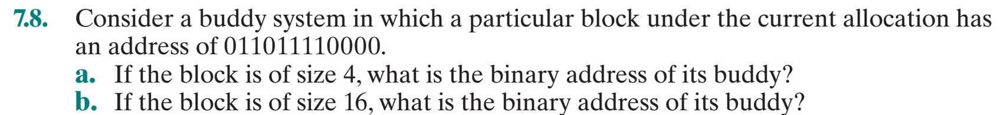 7.8. Consider a buddy system in which a particular block under the current allocation has
an address of 011011110000.
a. If the block is of size 4, what is the binary address of its buddy?
b. If the block is of size 16, what is the binary address of its buddy?